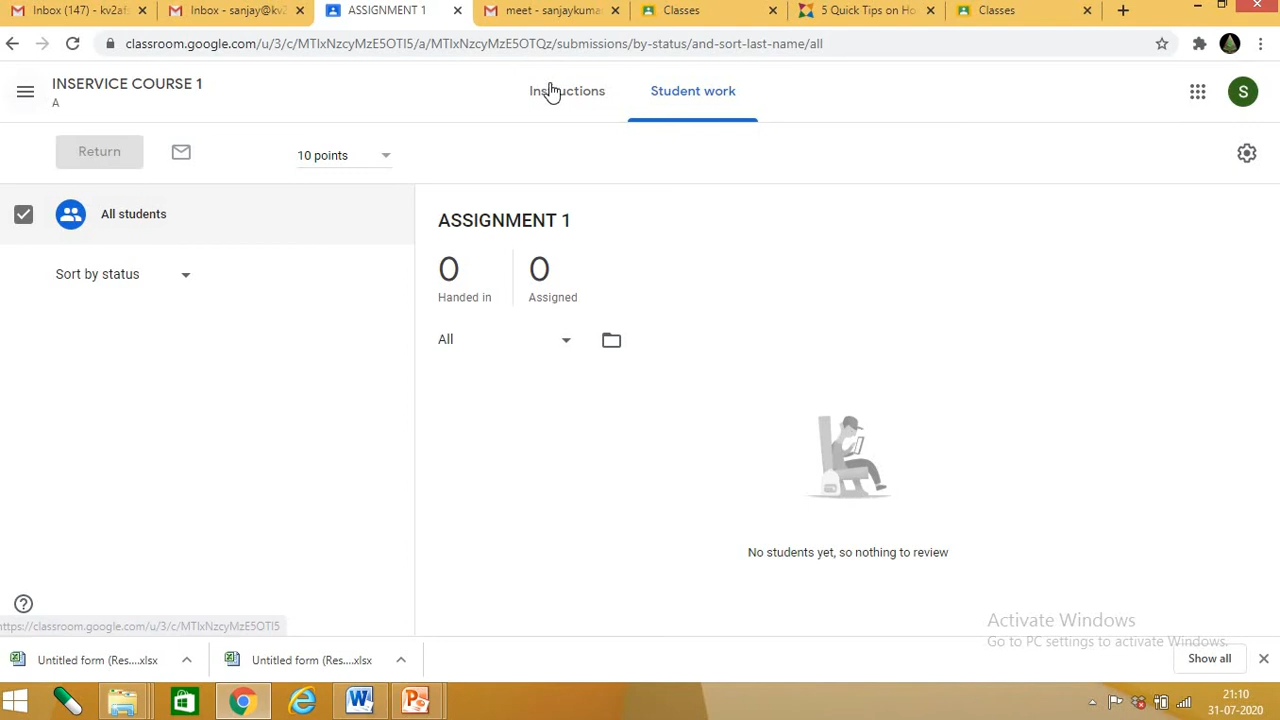 Inbox (147) - kv2afs
Inbox - sanjay@kv2
ASSIGNMENT 1
meet - sanjaykuma
Classes
5 Quick Tips on Ho
Classes
classroom.google.com/u/3/c/MTIxNzcyMzE5OTI5/a/MTIxNzcyMzE5OTQz/submissions/by-status/and-sort-last-name/all
INSERVICE COURSE 1
A
Instructions
Student work
S
Return
10 points
All students
Sort by status
ASSIGNMENT 1
0
Handed in
0
Assigned
All
No students yet, so nothing to review
Activate Windows
Go to PC settings to activate Windows.
https://classroom.google.com/u/3/c/MTIxNzcyMzE5OTI5
Untitled form (Res....xlsx
Untitled form (Res....xlsx
Show all
21:10
31-07-2020